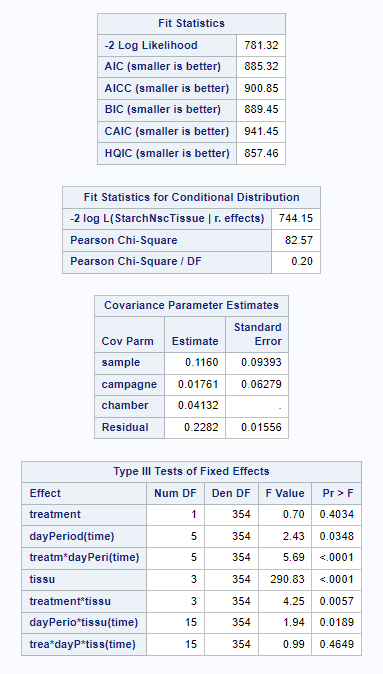 Fit Statistics
-2 Log Likelihood 781.32
AIC (smaller is better) 885.32
AICC (smaller is better) 900.85
BIC (smaller is better) 889.45
CAIC (smaller is better) 941.45
HQIC (smaller is better) 857.46
Fit Statistics for Conditional Distribution
-2 log L(StarchNscTissue | r. effects) 744.15
Pearson Chi-Square 82.57
Pearson Chi-Square / DF 0.20
Covariance Parameter Estimates
Cov Parm Estimate Standard Error
sample 0.1160 0.09393
campagne 0.01761 0.06279
chamber 0.04132 .
Residual 0.2282 0.01556
Type III Tests of Fixed Effects
Effect Num DF Den DF F Value Pr > F
treatment 1 354 0.70 0.4034
dayPeriod(time) 5 354 2.43 0.0348
treatm*dayPeri(time) 5 354 5.69 <.0001
tissu 3 354 290.83 <.0001
treatment*tissu 3 354 4.25 0.0057
dayPerio*tissu(time) 15 354 1.94 0.0189
trea*dayP*tiss(time) 15 354 0.99 0.4649